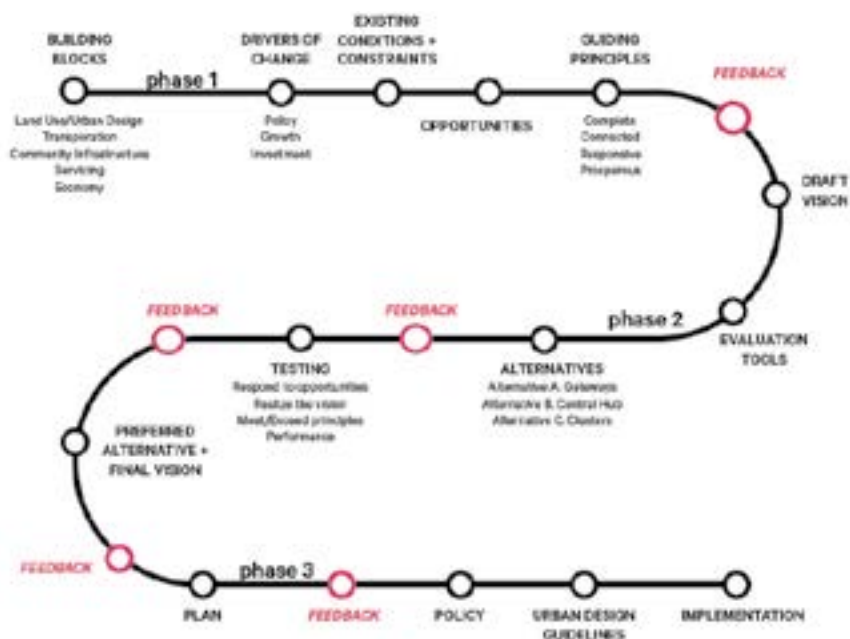 BUILDING
BLOCKS
phase 1
Land Use/Urban Design
Transporation
Community Infrastructure
Servicing
Economy
DRIVERS OF
CHANGE
Policy
Growth
Investment
EXISTING
CONDITIONS +
CONSTRAINTS
OPPORTUNITIES
GUIDING
PRINCIPLES
Complete
Connected
Responsive
Prosperous
FEEDBACK
DRAFT
VISION
EVALUATION
TOOLS
phase 2
ALTERNATIVES
Alternative A. Gateways
Alternative B. Central Hub
Alternative C. Clusters
FEEDBACK
TESTING
Respond to opportunities
Realize the vision
Meet/Exceed principles
Performance
FEEDBACK
PREFERRED
ALTERNATIVE +
FINAL VISION
FEEDBACK
PLAN
phase 3
FEEDBACK
POLICY
URBAN DESIGN
GUIDELINES
IMPLEMENTATION